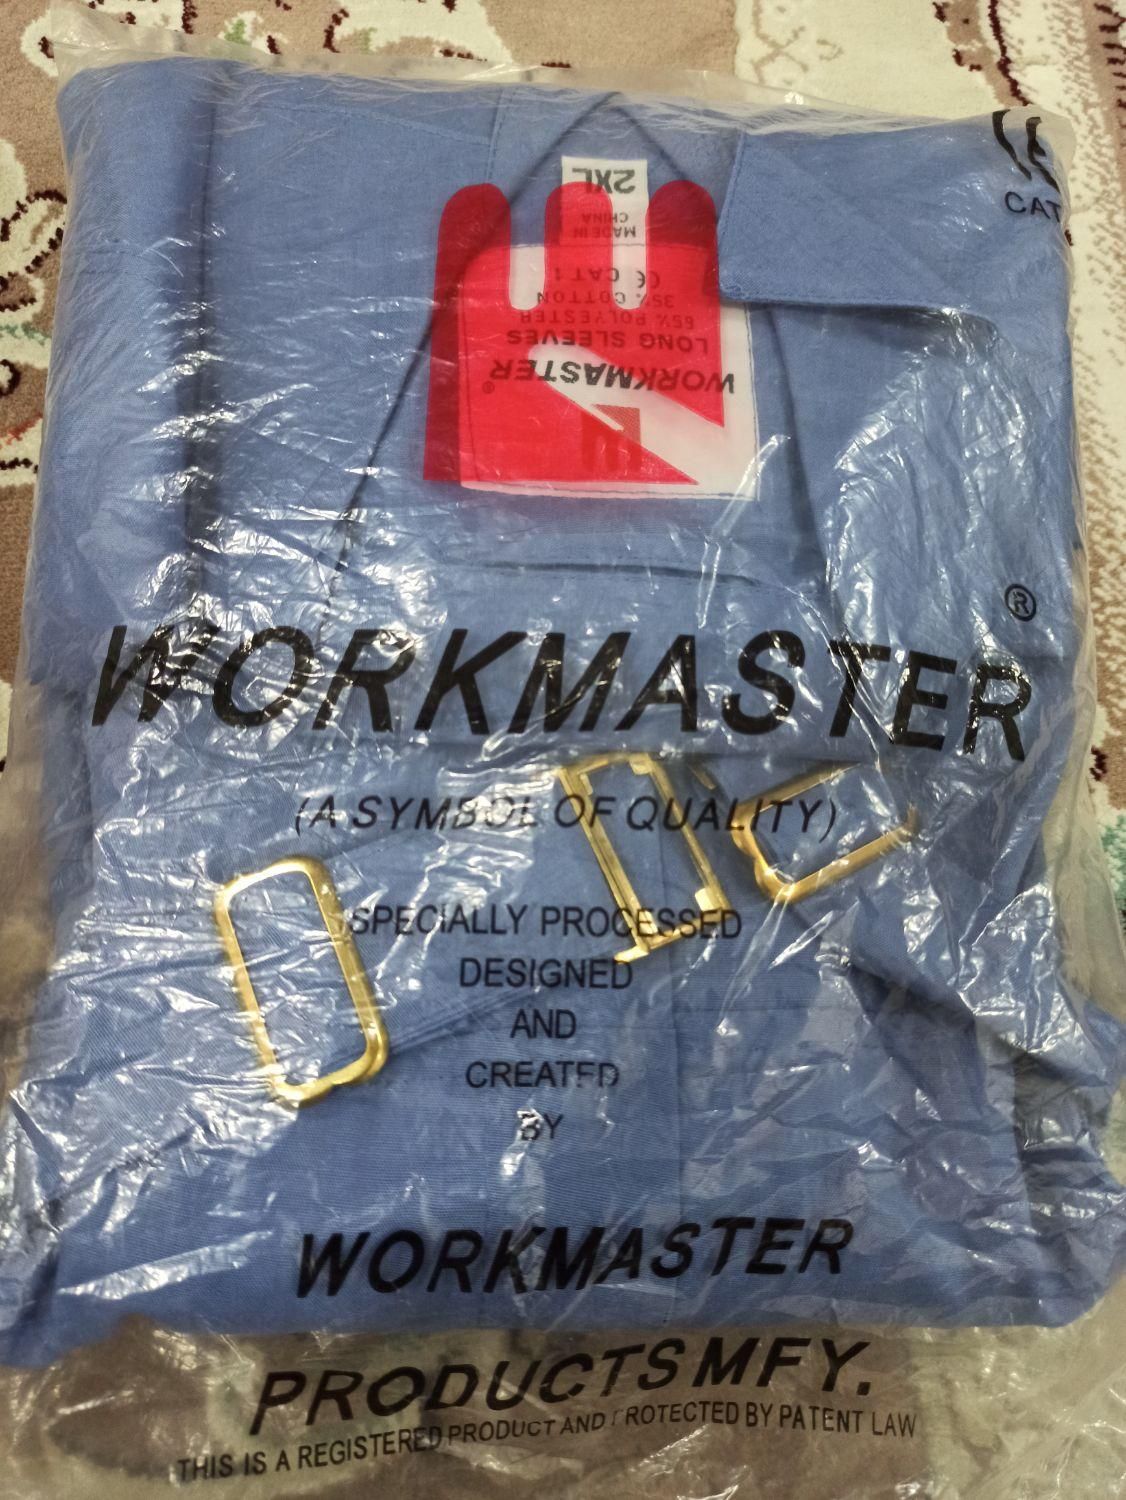 CE
CAT
2XL
MADE IN
CHINA
CE CAT 1
35% COTTON
65% POLYESTER
LONG SLEEVES
WORKMASTER®
WORKMASTER®
(A SYMBOL OF QUALITY)
SPECIALLY PROCESSED
DESIGNED
AND
CREATED
BY
WORKMASTER
PRODUCTS MFY.
THIS IS A REGISTERED PRODUCT AND PROTECTED BY PATENT LAW